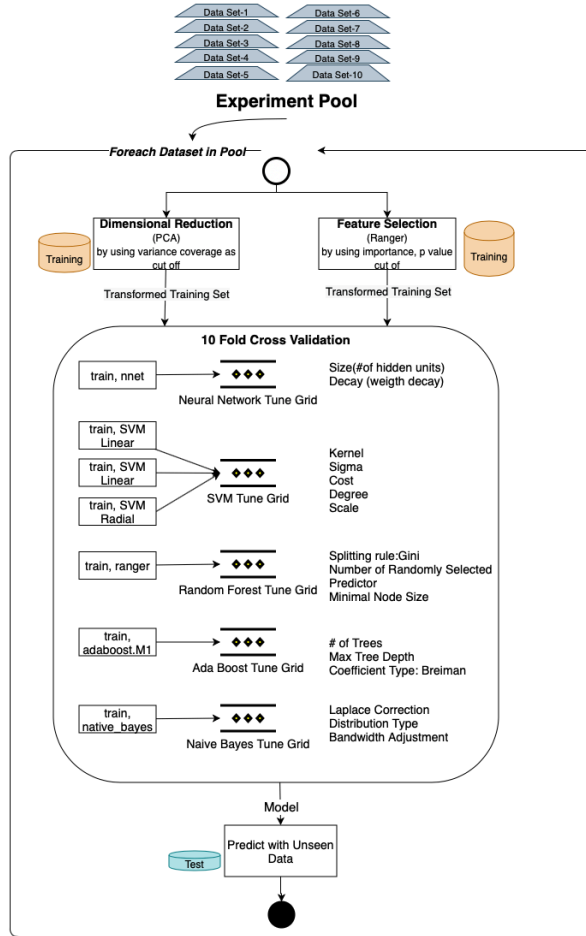 Data Set-1
Data Set-6
Data Set-2
Data Set-7
Data Set-3
Data Set-8
Data Set-4
Data Set-9
Data Set-5
Data Set-10
Experiment Pool
Foreach Dataset in Pool
Dimensional Reduction
(PCA)
by using variance coverage as
cut off
Training
Feature Selection
(Ranger)
by using importance, p value
cut of
Training
Transformed Training Set
Transformed Training Set
10 Fold Cross Validation
train, nnet
Neural Network Tune Grid
Size(#of hidden units)
Decay (weigth decay)
train, SVM
Linear
train, SVM
Linear
train, SVM
Radial
SVM Tune Grid
Kernel
Sigma
Cost
Degree
Scale
train, ranger
Random Forest Tune Grid
Splitting rule:Gini
Number of Randomly Selected
Predictor
Minimal Node Size
train,
adaboost.M1
Ada Boost Tune Grid
# of Trees
Max Tree Depth
Coefficient Type: Breiman
train,
native_bayes
Naive Bayes Tune Grid
Laplace Correction
Distribution Type
Bandwidth Adjustment
Model
Predict with Unseen
Data
Test